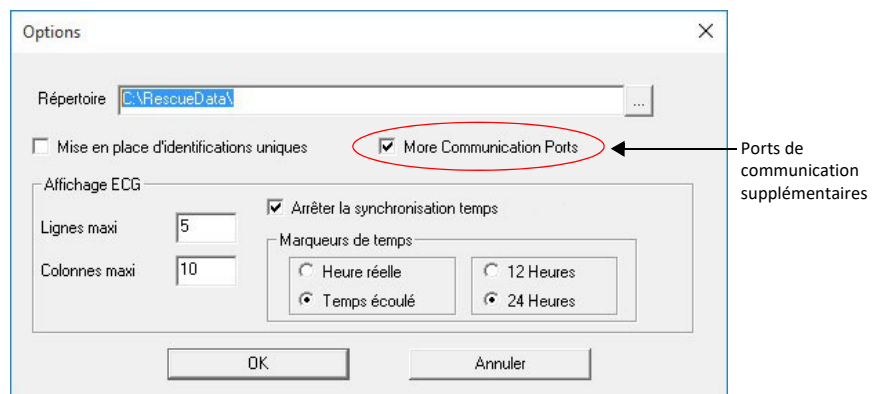 Options
Répertoire C:\RescueData\ ...
Mise en place d'identifications uniques More Communication Ports
Ports de
communication
supplémentaires
Affichage ECG
Arrêter la synchronisation temps
Lignes maxi 5
Marqueurs de temps
Colonnes maxi 10
Heure réelle 12 Heures
Temps écoulé 24 Heures
OK Annuler